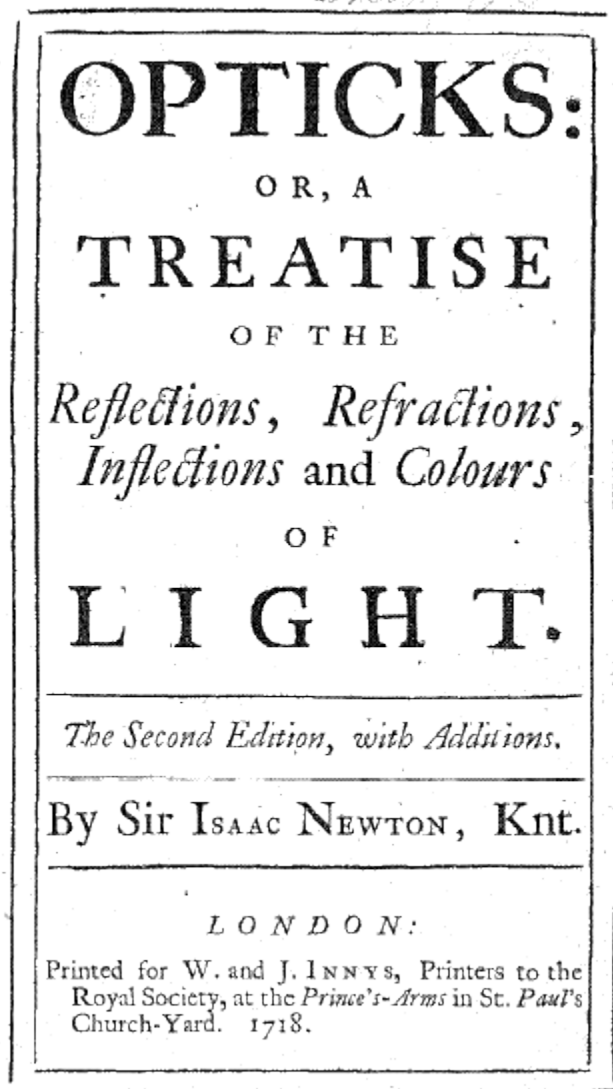 OPTICKS:
OR, A
TREATISE
OF THE
Reflections, Refractions,
Inflections and Colours
OF
LIGHT.
The Second Edition, with Additions.
By Sir ISAAC NEWTON, Knt.
LONDON:
Printed for W. and J. INNYS, Printers to the
Royal Society, at the Prince's-Arms in St. Paul's
Church-Yard. 1718.